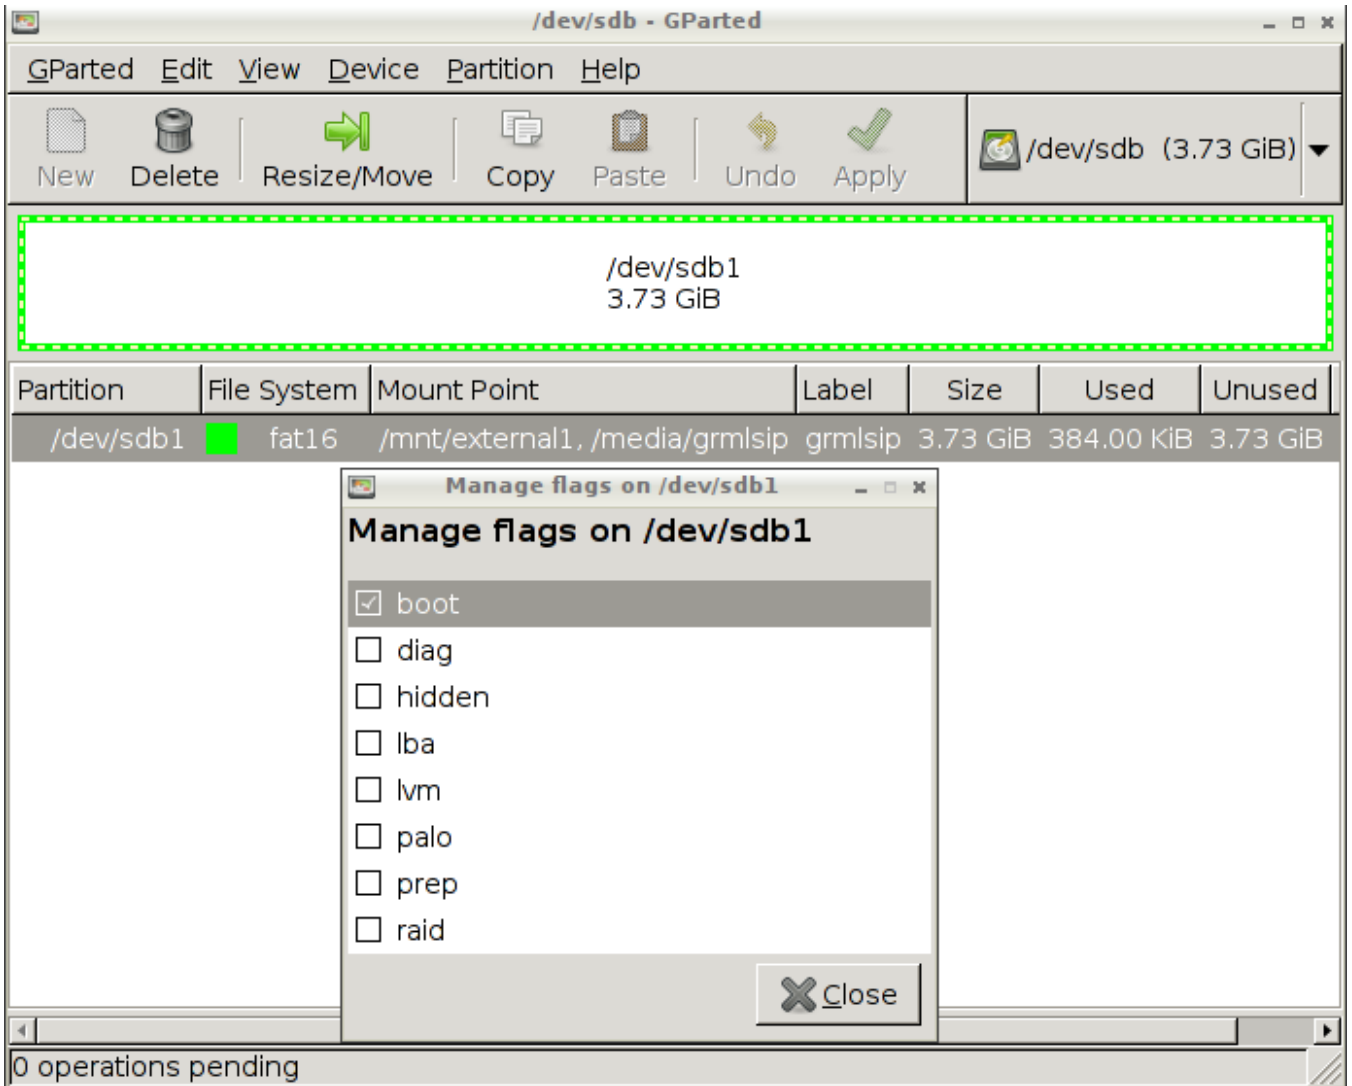 /dev/sdb - GParted
GParted Edit View Device Partition Help
New Delete Resize/Move Copy Paste Undo Apply /dev/sdb (3.73 GiB)
/dev/sdb1
3.73 GiB
Partition File System Mount Point Label Size Used Unused
/dev/sdb1 fat16 /mnt/external1, /media/grmlsip grmlsip 3.73 GiB 384.00 KiB 3.73 GiB
Manage flags on /dev/sdb1
Manage flags on /dev/sdb1
boot
diag
hidden
lba
lvm
palo
prep
raid
Close
0 operations pending